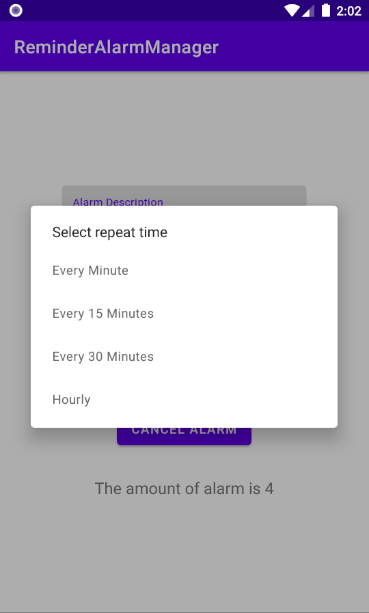 2:02
ReminderAlarmManager
Alarm Description
Select repeat time
Every Minute
Every 15 Minutes
Every 30 Minutes
Hourly
CANCEL ALARM
The amount of alarm is 4